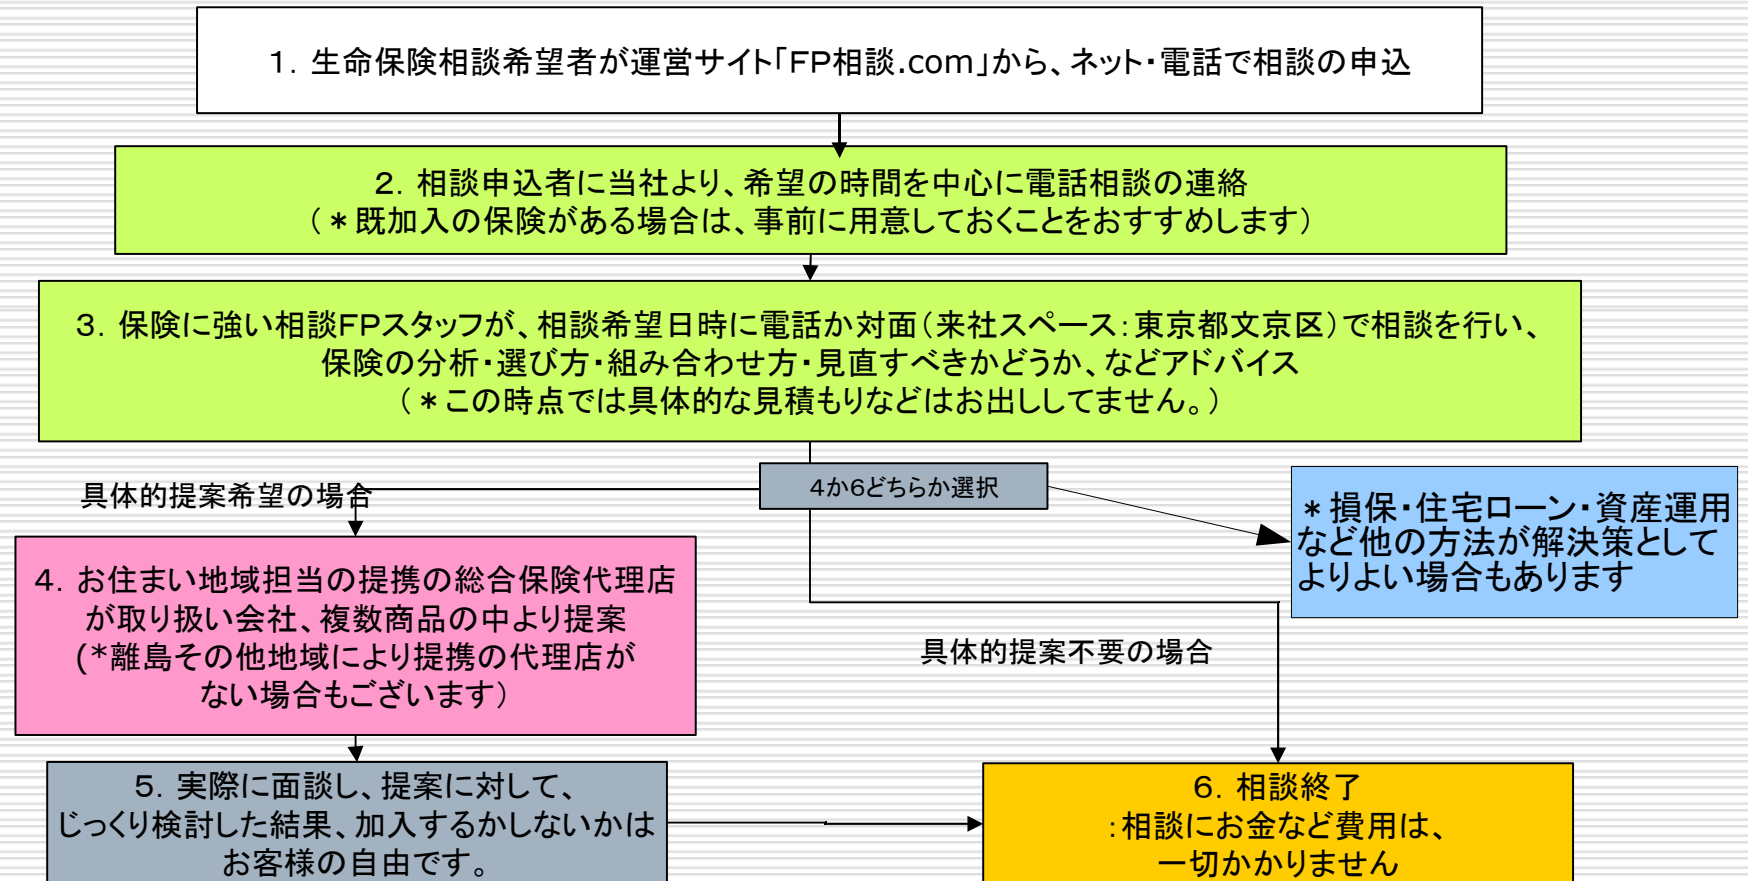 １．生命保険相談希望者が運営サイト「ＦＰ相談.com」から、ネット・電話で相談の申込
２．相談申込者に当社より、希望の時間を中心に電話相談の連絡
（＊既加入の保険がある場合は、事前に用意しておくことをおすすめします）
３．保険に強い相談FPスタッフが、相談希望日時に電話か対面（来社スペース：東京都文京区）で相談を行い、
保険の分析・選び方・組み合わせ方・見直すべきかどうか、などアドバイス
（＊この時点では具体的な見積もりなどはお出ししてません。）
４か６どちらか選択
具体的提案希望の場合
＊損保・住宅ローン・資産運用
など他の方法が解決策として
よりよい場合もあります
４．お住まい地域担当の提携の総合保険代理店
が取り扱い会社、複数商品の中より提案
(*離島その他地域により提携の代理店が
ない場合もございます）
具体的提案不要の場合
５．実際に面談し、提案に対して、
じっくり検討した結果、加入するかしないかは
お客様の自由です。
６．相談終了
：相談にお金など費用は、
一切かかりません